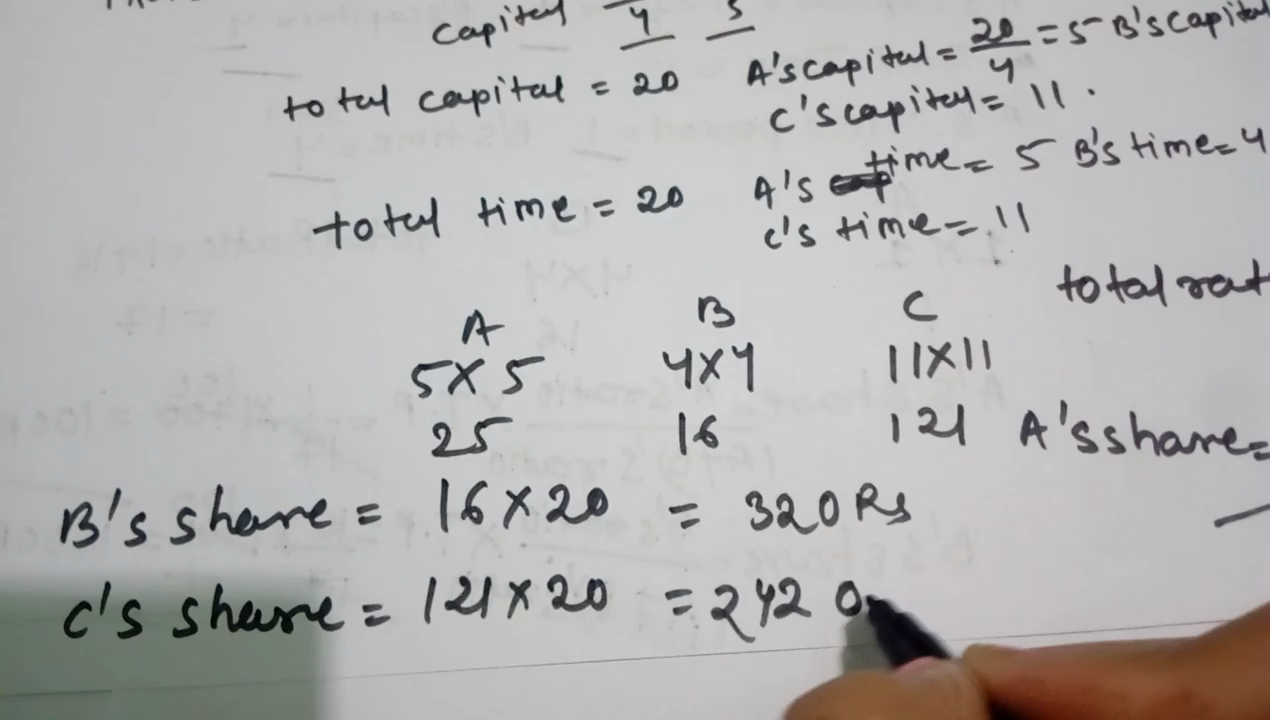 capital 4 5
total capital = 20 A's capital = 20/4 = 5 B's capital
C's capital = 11.
total time = 20 A's time = 5 B's time = 4
C's time = 11
total rat
A B C
5×5 4×4 11×11
25 16 121 A's share =
B's share = 16×20 = 320 Rs
C's share = 121×20 = 2420